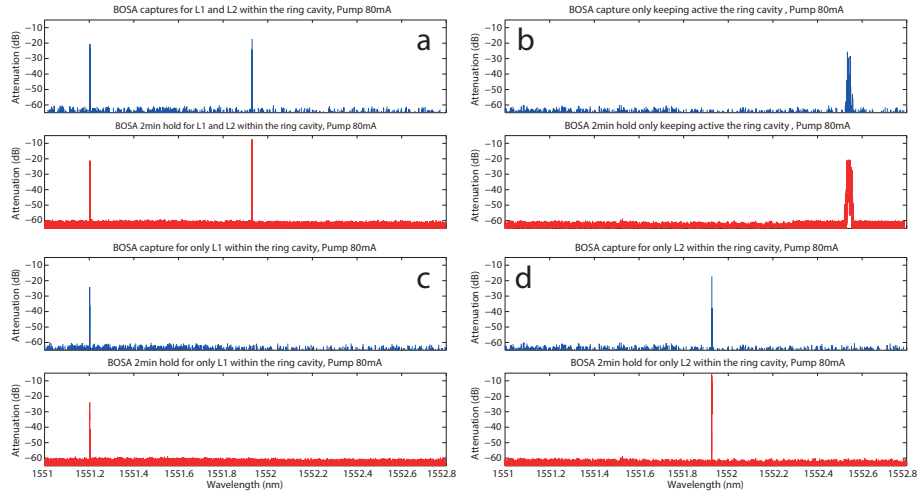 BOSA captures for L1 and L2 within the ring cavity, Pump 80mA
a
Attenuation (dB)
−10
−20
−30
−40
−50
−60
BOSA 2min hold for L1 and L2 within the ring cavity, Pump 80mA
Attenuation (dB)
−10
−20
−30
−40
−50
−60
BOSA capture only keeping active the ring cavity , Pump 80mA
b
Attenuation (dB)
−10
−20
−30
−40
−50
−60
BOSA 2min hold only keeping active the ring cavity , Pump 80mA
Attenuation (dB)
−10
−20
−30
−40
−50
−60
BOSA capture for only L1 within the ring cavity, Pump 80mA
c
Attenuation (dB)
−10
−20
−30
−40
−50
−60
BOSA 2min hold for only L1 within the ring cavity, Pump 80mA
Attenuation (dB)
−10
−20
−30
−40
−50
−60
1551 1551.2 1551.4 1551.6 1551.8 1552 1552.2 1552.4 1552.6 1552.8
Wavelength (nm)
BOSA capture for only L2 within the ring cavity, Pump 80mA
d
Attenuation (dB)
−10
−20
−30
−40
−50
−60
BOSA 2min hold for only L2 within the ring cavity, Pump 80mA
Attenuation (dB)
−10
−20
−30
−40
−50
−60
1551 1551.2 1551.4 1551.6 1551.8 1552 1552.2 1552.4 1552.6 1552.8
Wavelength (nm)